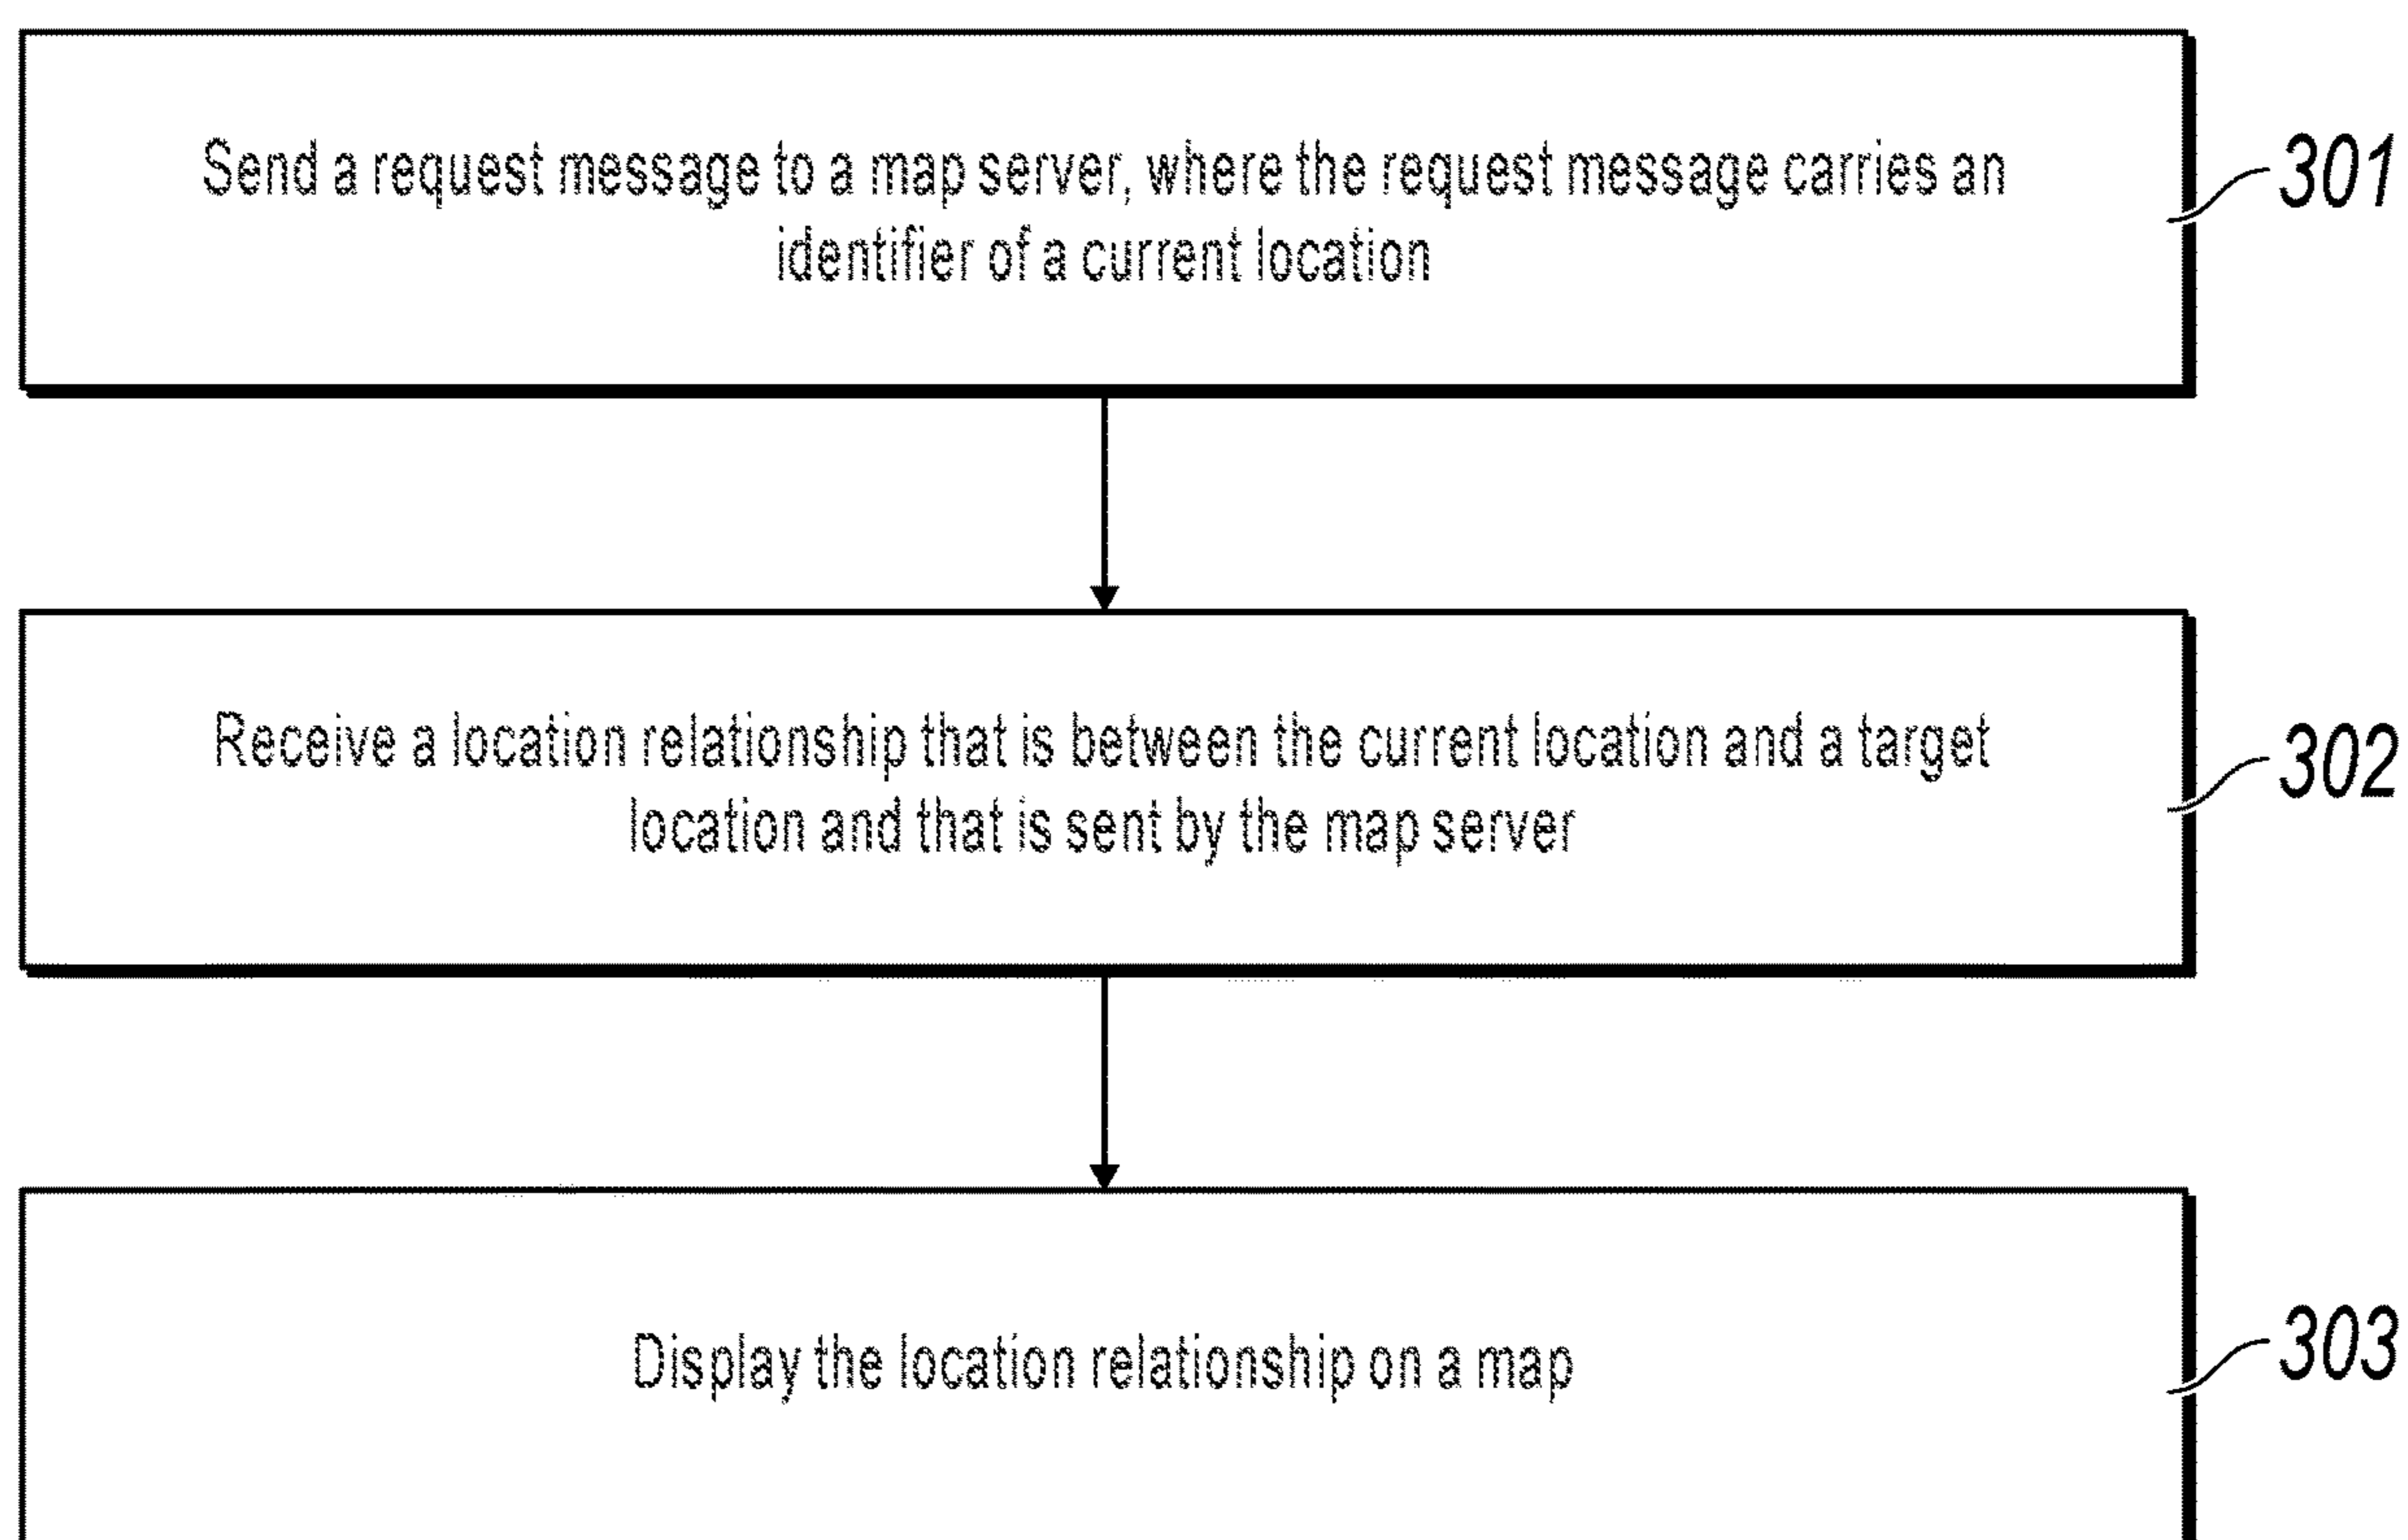 Send a request message to a map server, where the request message carries an
identifier of a current location
301
Receive a location relationship that is between the current location and a target
location and that is sent by the map server
302
Display the location relationship on a map
303